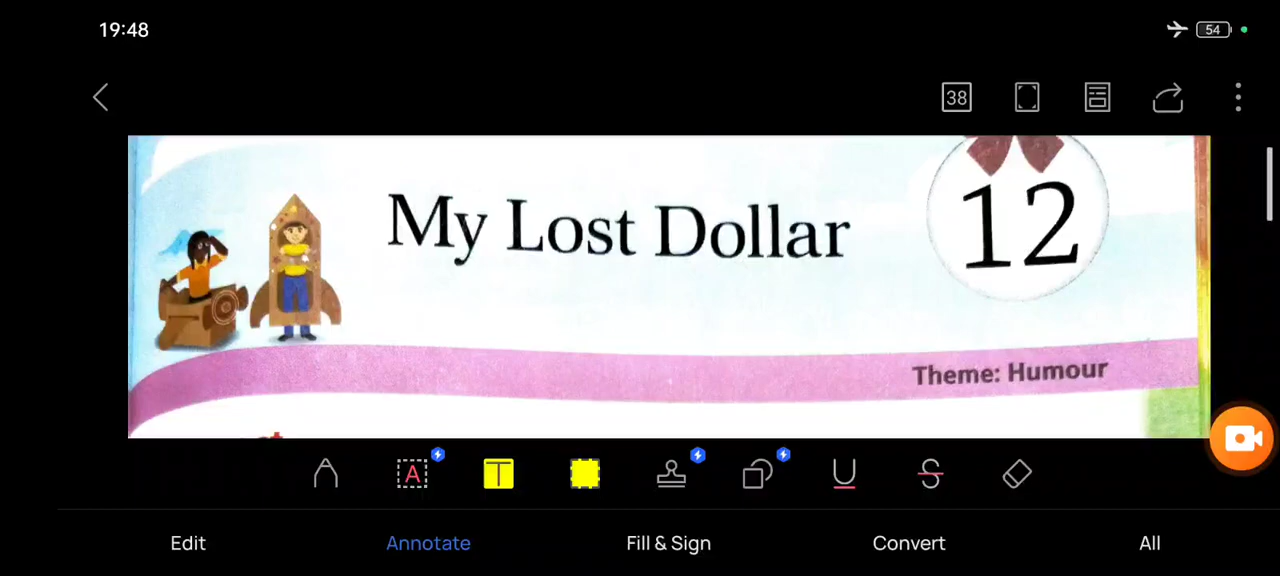 19:48
54
38
My Lost Dollar
12
Theme: Humour
A
T
U
S
Edit
Annotate
Fill & Sign
Convert
All